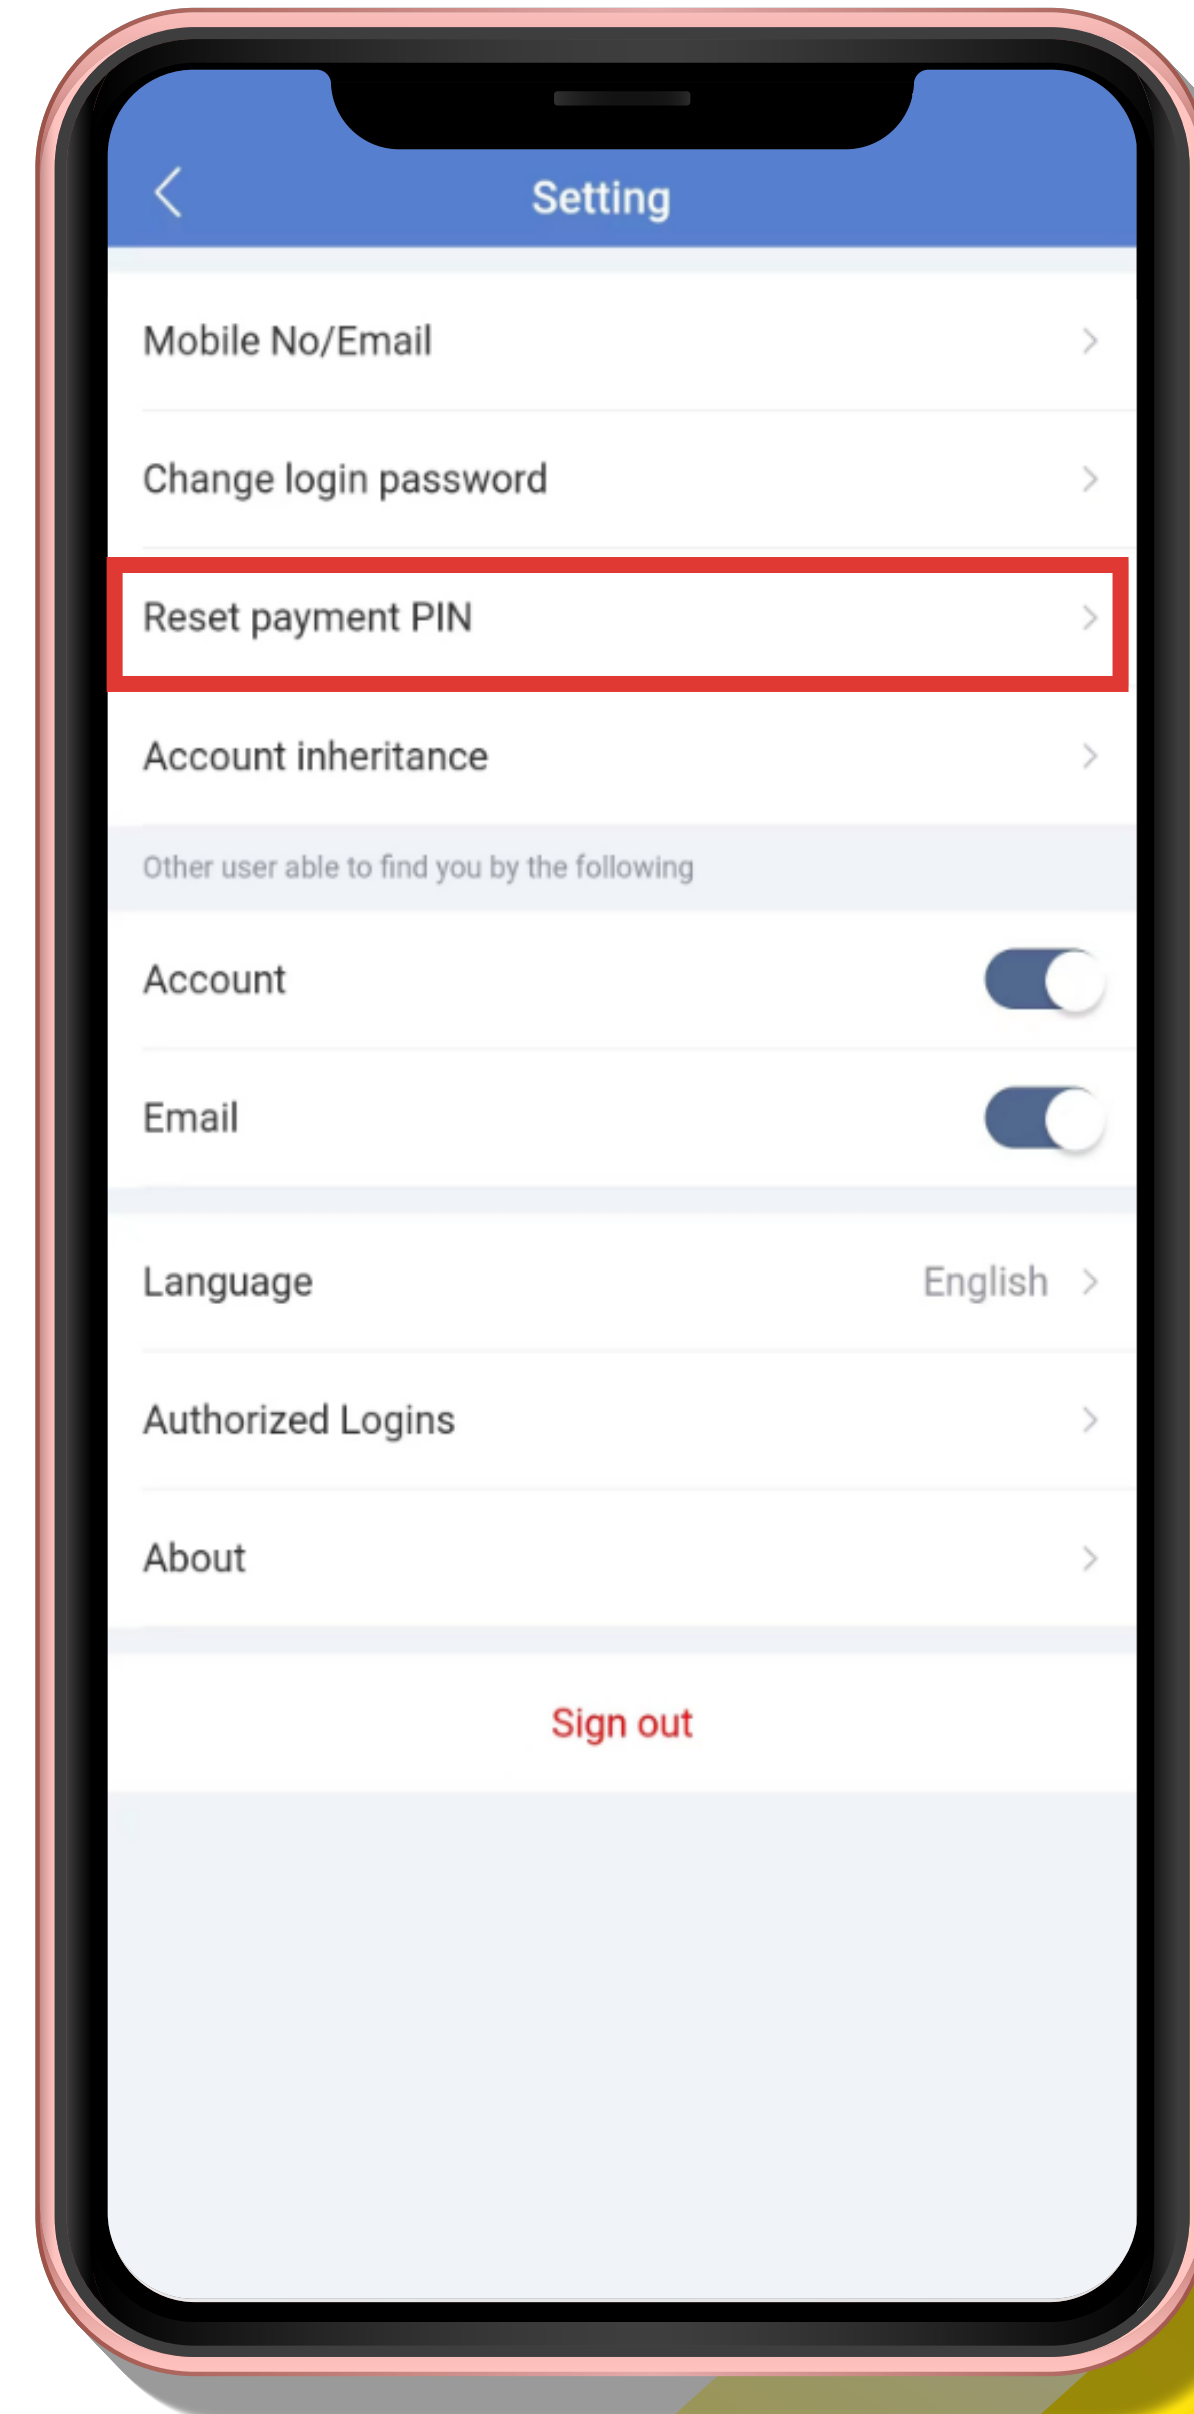 Setting
Mobile No/Email
Change login password
Reset payment PIN
Account inheritance
Other user able to find you by the following
Account
Email
Language English
Authorized Logins
About
Sign out